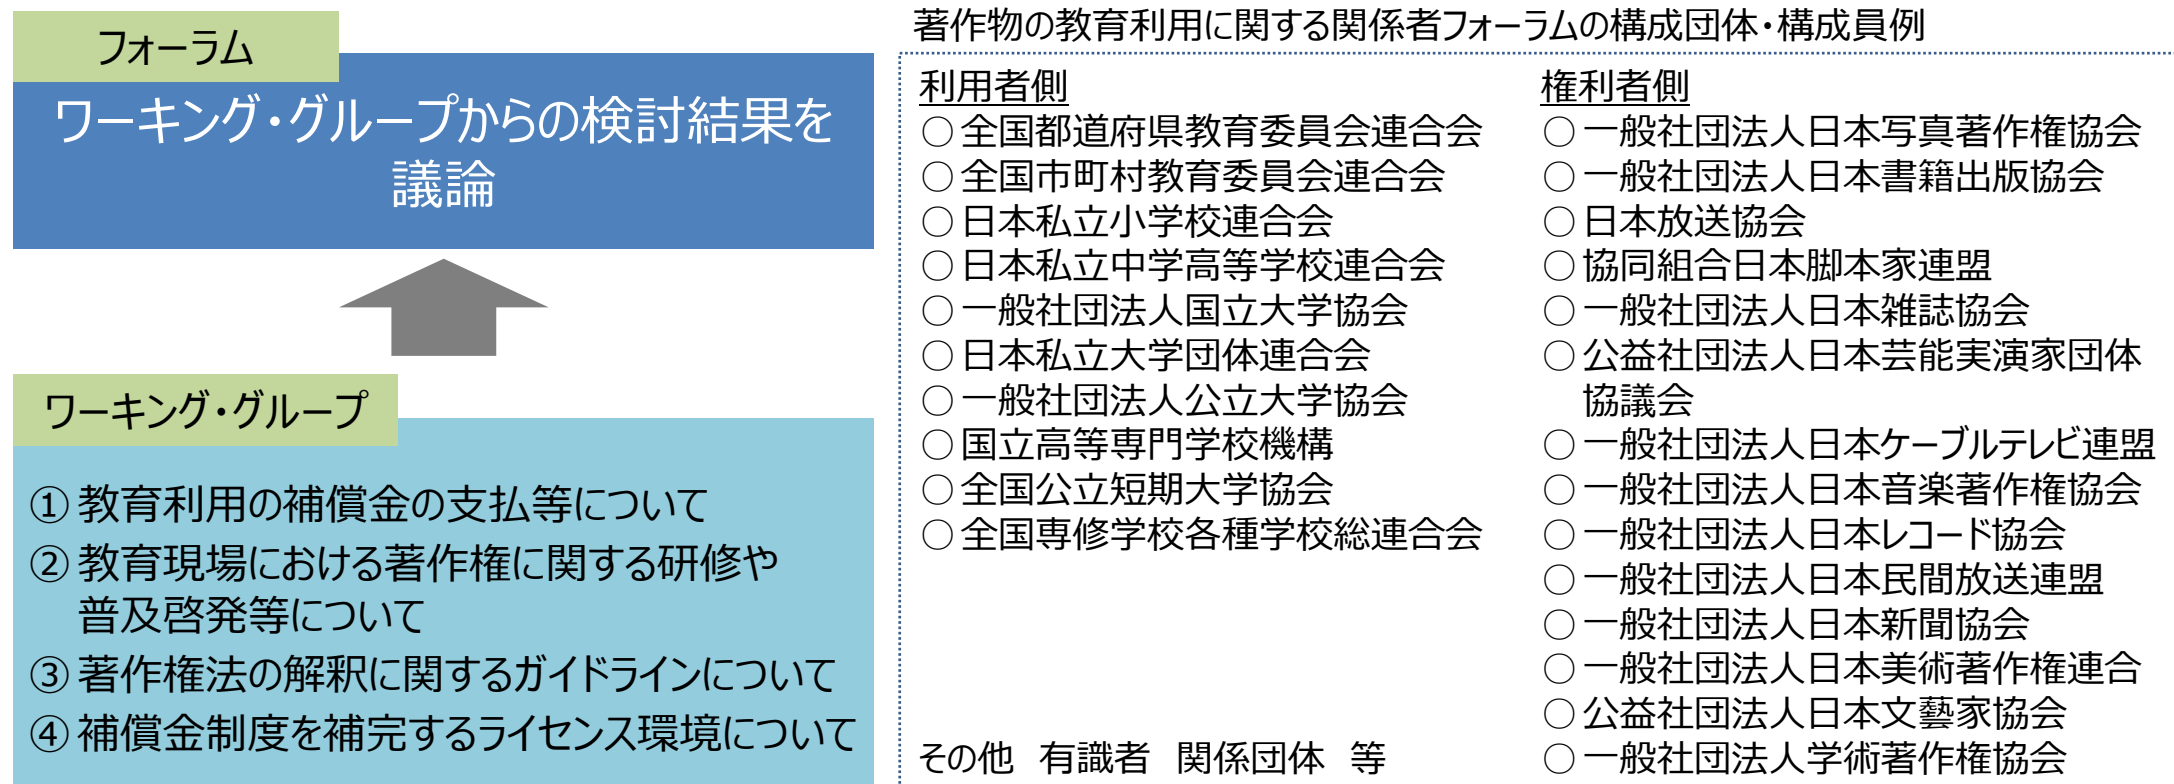 フォーラム
ワーキング・グループからの検討結果を
議論
ワーキング・グループ
① 教育利用の補償金の支払等について
② 教育現場における著作権に関する研修や
普及啓発等について
③ 著作権法の解釈に関するガイドラインについて
④ 補償金制度を補完するライセンス環境について
著作物の教育利用に関する関係者フォーラムの構成団体・構成員例
利用者側
○ 全国都道府県教育委員会連合会
○ 全国市町村教育委員会連合会
○ 日本私立小学校連合会
○ 日本私立中学高等学校連合会
○ 一般社団法人国立大学協会
○ 日本私立大学団体連合会
○ 一般社団法人公立大学協会
○ 国立高等専門学校機構
○ 全国公立短期大学協会
○ 全国専修学校各種学校総連合会
その他　有識者　関係団体　等
権利者側
○ 一般社団法人日本写真著作権協会
○ 一般社団法人日本書籍出版協会
○ 日本放送協会
○ 協同組合日本脚本家連盟
○ 一般社団法人日本雑誌協会
○ 公益社団法人日本芸能実演家団体
協議会
○ 一般社団法人日本ケーブルテレビ連盟
○ 一般社団法人日本音楽著作権協会
○ 一般社団法人日本レコード協会
○ 一般社団法人日本民間放送連盟
○ 一般社団法人日本新聞協会
○ 一般社団法人日本美術著作権連合
○ 公益社団法人日本文藝家協会
○ 一般社団法人学術著作権協会